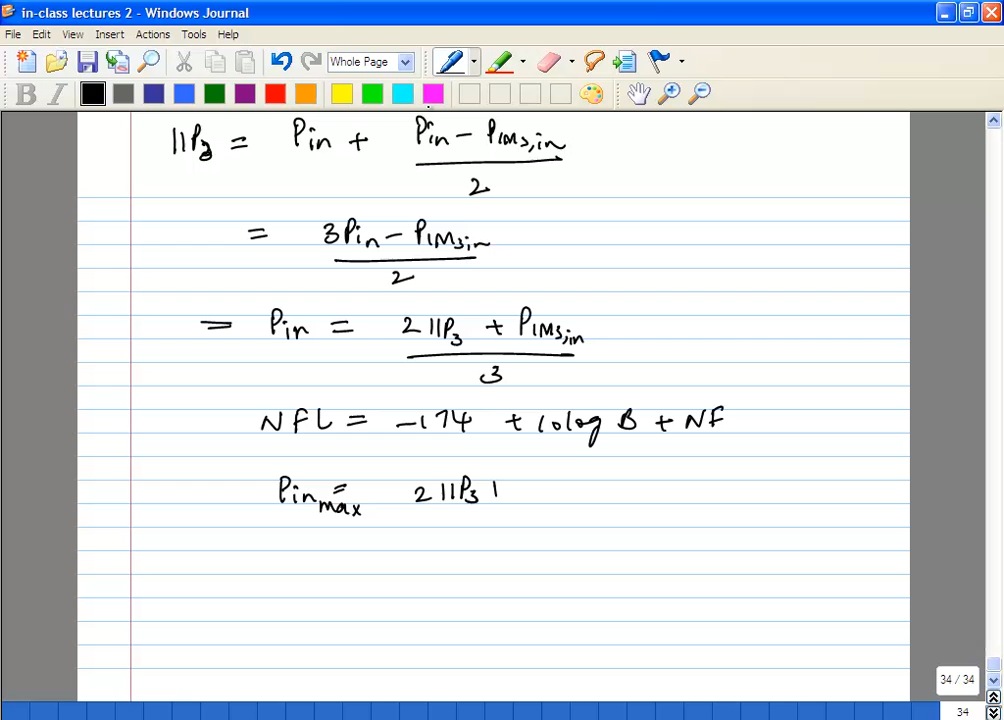 in-class lectures 2 - Windows Journal
File Edit View Insert Actions Tools Help
Whole Page
B I
IIP3 = Pin + Pin - PIM3,in
2
= 3Pin - PIM3,in
2
= Pin = 2 IIP3 + PIM3,in
3
NFL = -174 + 10log B + NF
Pin max = 2 IIP3 I
34 / 34
34